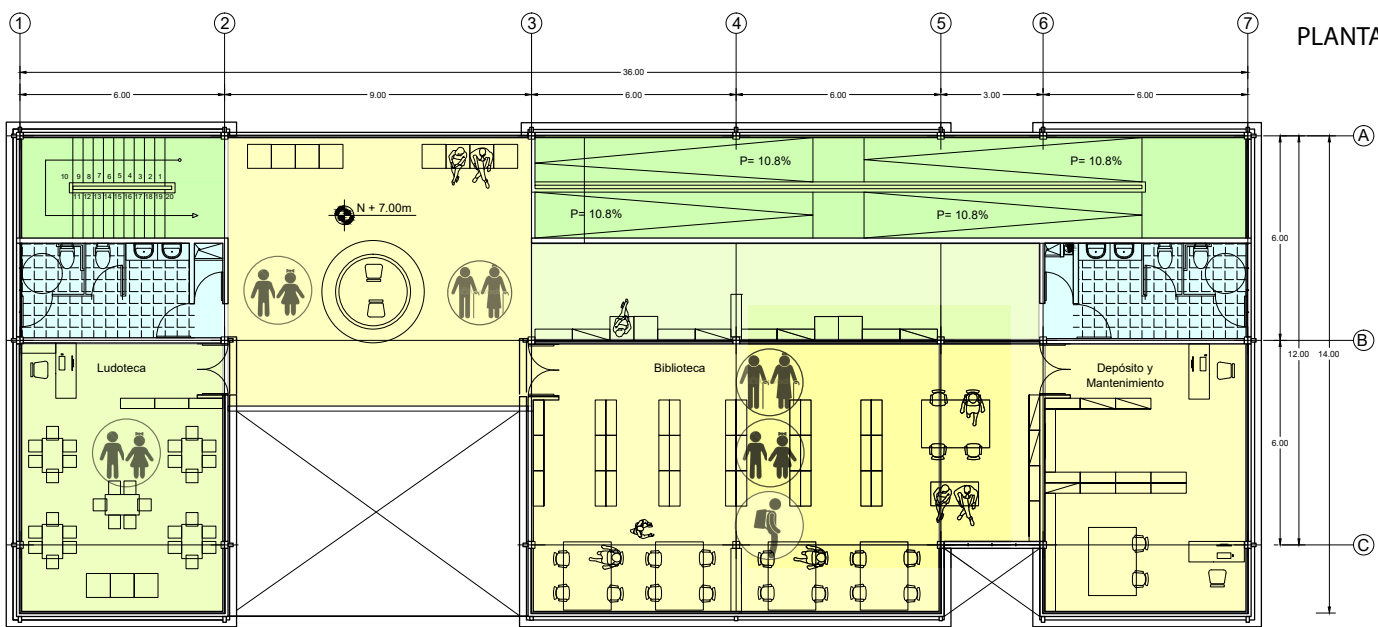 1 2 3 4 5 6 7
PLANTA
36.00
6.00 9.00 6.00 6.00 3.00 6.00
A
P= 10.8% P= 10.8%
10 9 8 7 6 5 4 3 2 1
11 12 13 14 15 16 17 18 19 20
N + 7.00m
P= 10.8% P= 10.8%
6.00
B
12.00 14.00
Ludoteca
Biblioteca
Depósito y
Mantenimiento
6.00
C